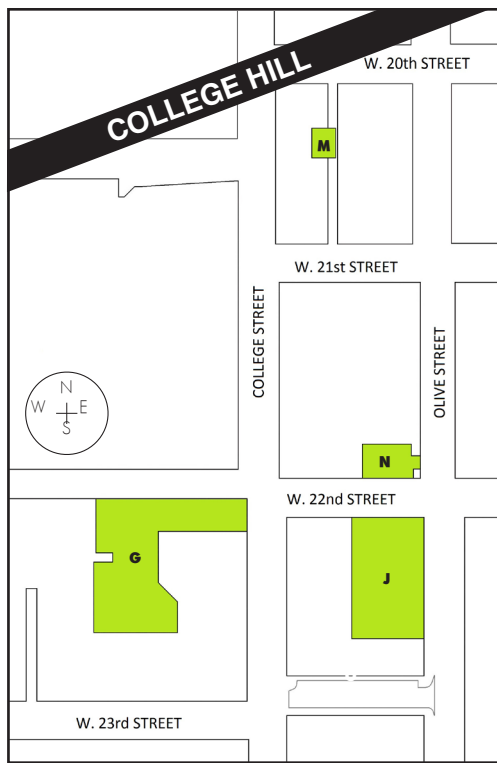 W. 20th STREET
COLLEGE HILL
M
W. 21st STREET
COLLEGE STREET
OLIVE STREET
N
W E
S
N
W. 22nd STREET
G
J
W. 23rd STREET